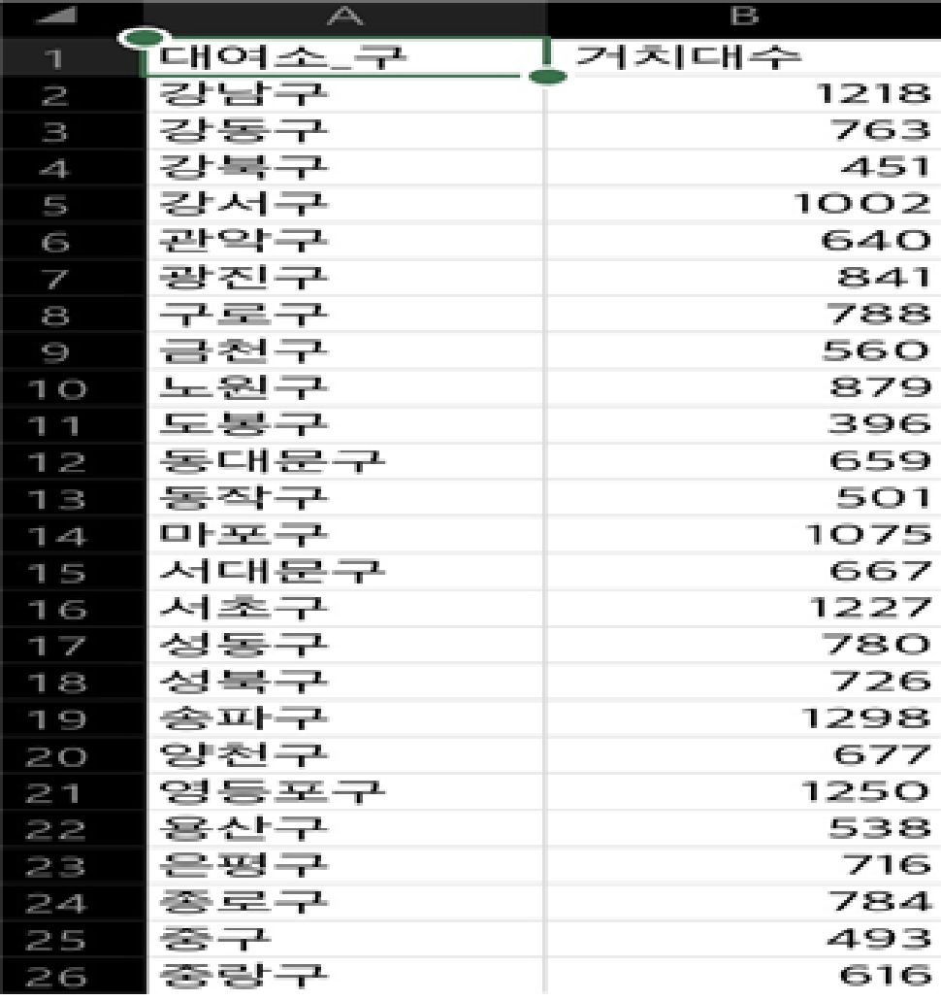 A B
1 대여소_구 거치대수
2 강남구 1218
3 강동구 763
4 강북구 451
5 강서구 1002
6 관악구 640
7 광진구 841
8 구로구 788
9 금천구 560
10 노원구 879
11 도봉구 396
12 동대문구 659
13 동작구 501
14 마포구 1075
15 서대문구 667
16 서초구 1227
17 성동구 780
18 성북구 726
19 송파구 1298
20 양천구 677
21 영등포구 1250
22 용산구 538
23 은평구 716
24 종로구 784
25 중구 493
26 중랑구 616